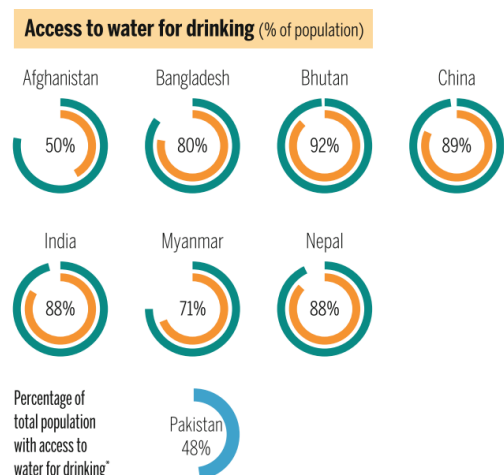 Access to water for drinking (% of population)
Afghanistan
Bangladesh
Bhutan
China
50%
80%
92%
89%
India
Myanmar
Nepal
88%
71%
88%
Percentage of
total population
with access to
water for drinking*
Pakistan
48%